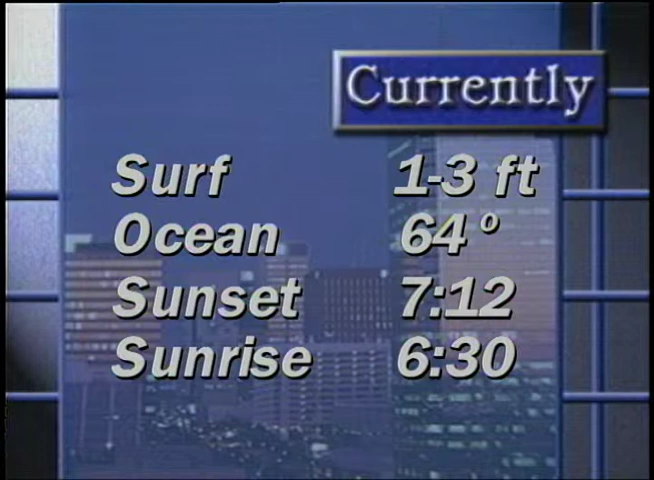 Currently
Surf 1-3 ft
Ocean 64°
Sunset 7:12
Sunrise 6:30